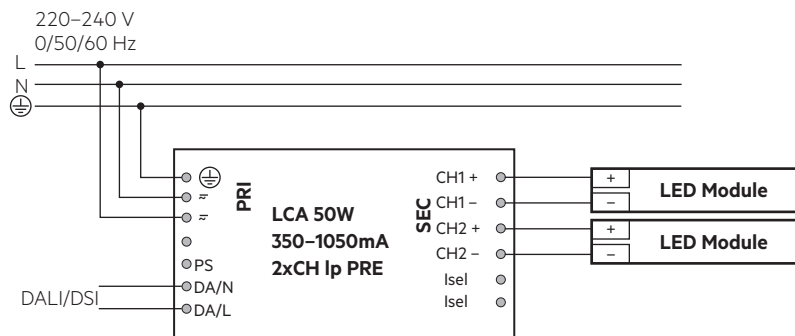 220–240 V
0/50/60 Hz
L
N
PRI
≂
≂
PS
DA/N
DA/L
DALI/DSI
LCA 50W
350–1050mA
2xCH lp PRE
SEC
CH1 +
CH1 –
CH2 +
CH2 –
Isel
Isel
+
–
LED Module
+
–
LED Module